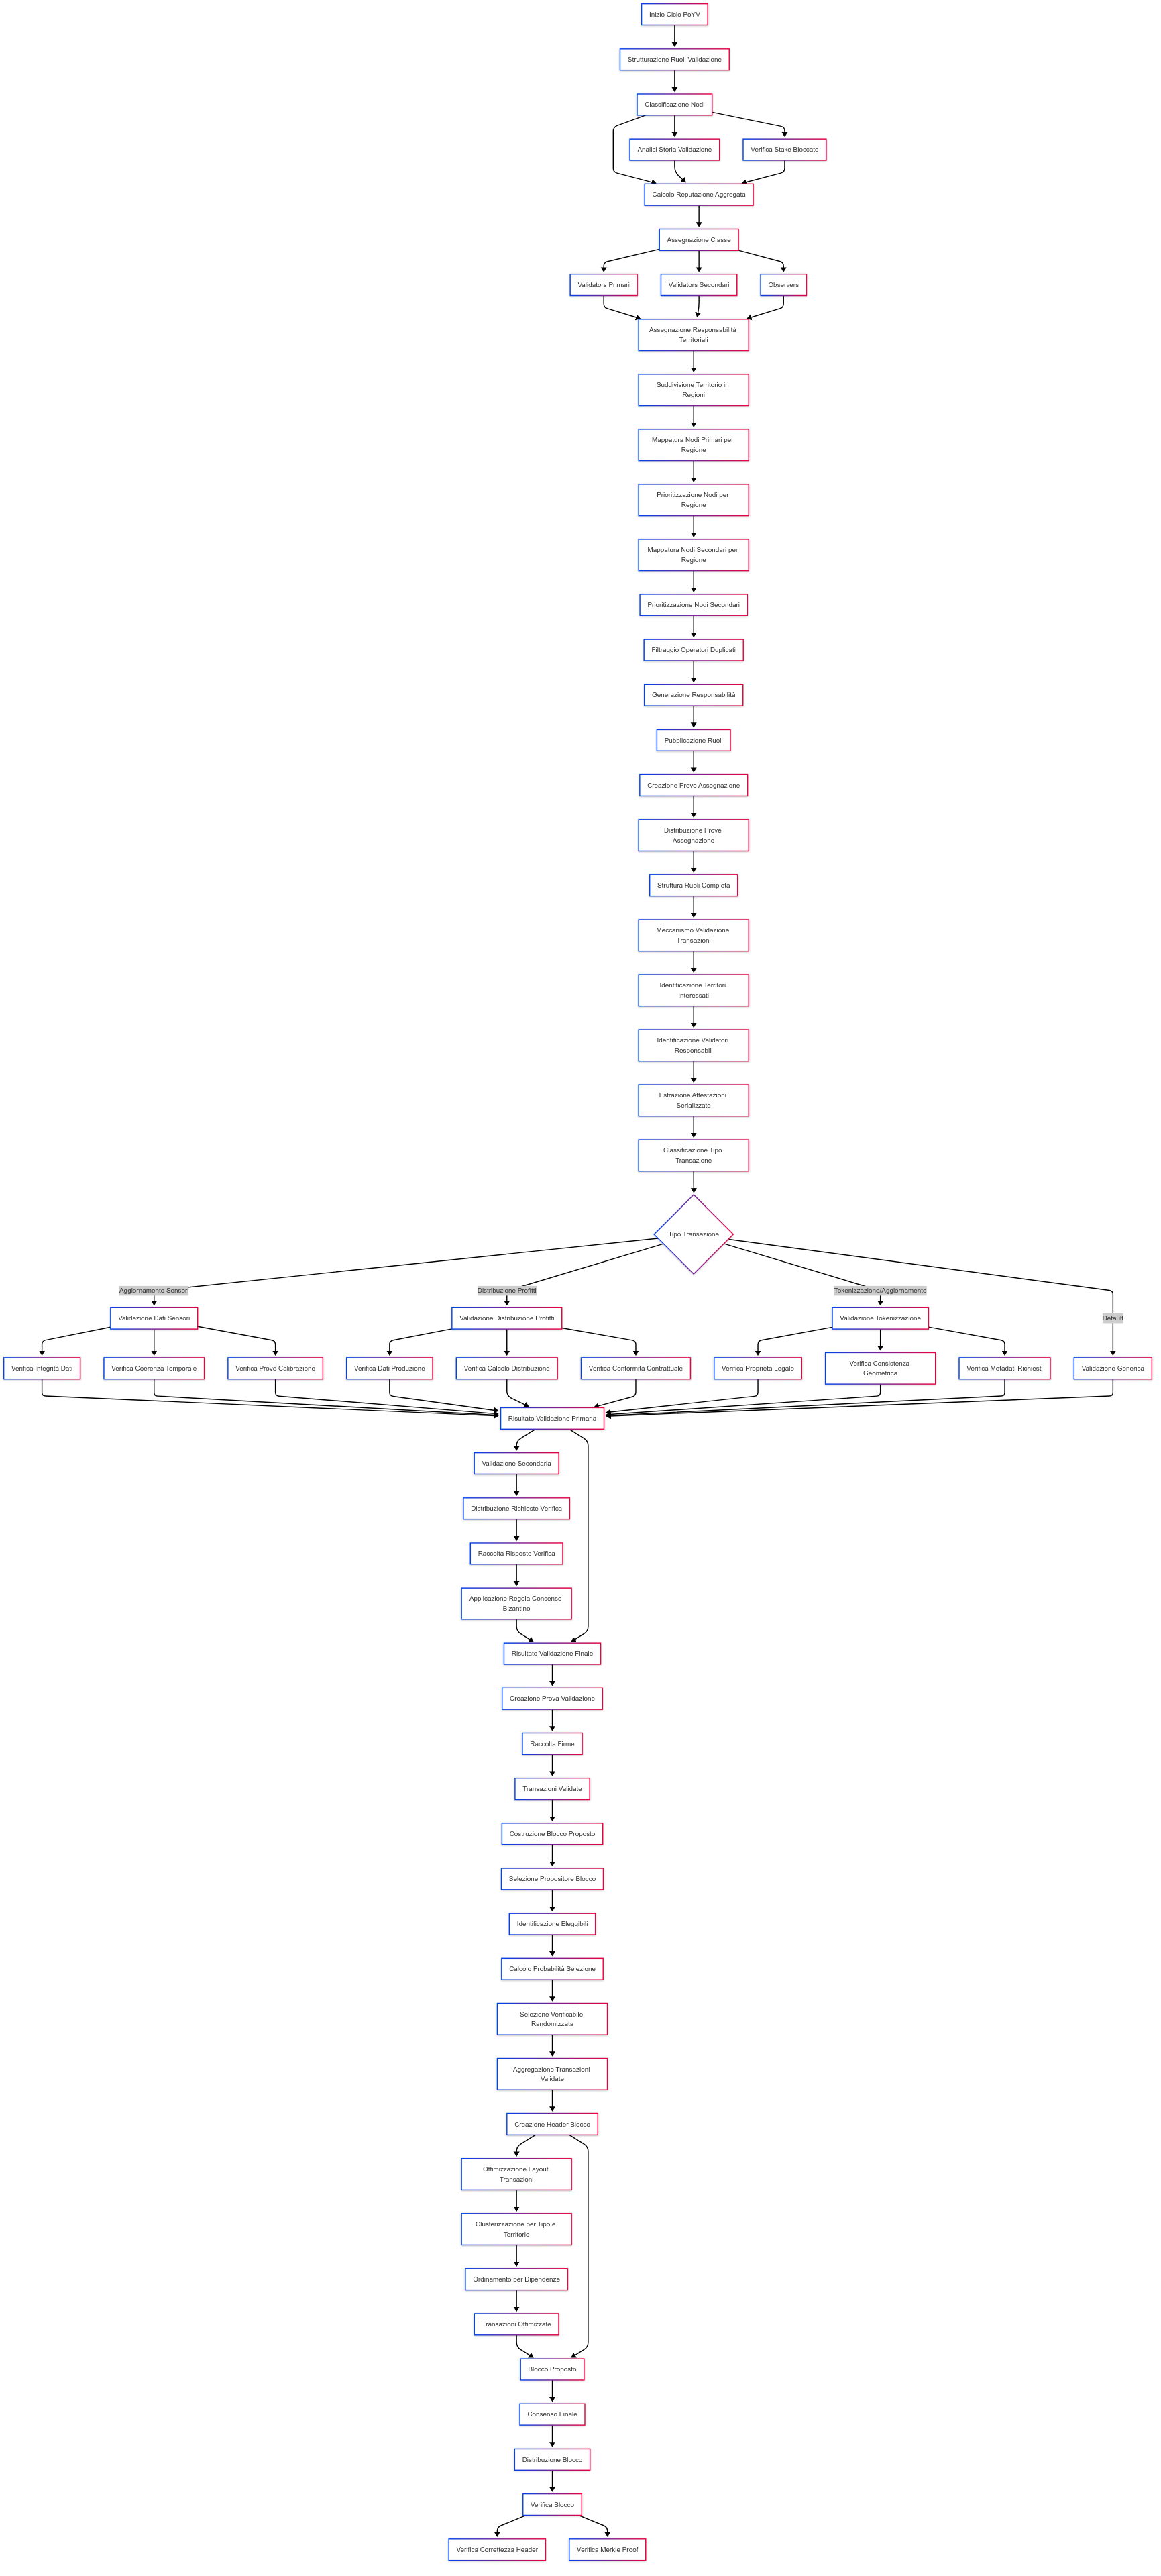 Inizio Ciclo PoYV
Strutturazione Ruoli Validazione
Classificazione Nodi
Analisi Storia Validazione
Verifica Stake Bloccato
Calcolo Reputazione Aggregata
Assegnazione Classe
Validators Primari
Validators Secondari
Observers
Assegnazione Responsabilità
Territoriali
Suddivisione Territorio in
Regioni
Mappatura Nodi Primari per
Regione
Prioritizzazione Nodi per
Regione
Mappatura Nodi Secondari per
Regione
Prioritizzazione Nodi Secondari
Filtraggio Operatori Duplicati
Generazione Responsabilità
Pubblicazione Ruoli
Creazione Prove Assegnazione
Distribuzione Prove
Assegnazione
Struttura Ruoli Completa
Meccanismo Validazione
Transazioni
Identificazione Territori
Interessati
Identificazione Validatori
Responsabili
Estrazione Attestazioni
Serializzate
Classificazione Tipo
Transazione
Tipo Transazione
Aggiornamento Sensori
Distribuzione Profitti
Tokenizzazione/Aggiornamento
Default
Validazione Dati Sensori
Validazione Distribuzione Profitti
Validazione Tokenizzazione
Verifica Integrità Dati
Verifica Coerenza Temporale
Verifica Prove Calibrazione
Verifica Dati Produzione
Verifica Calcolo Distribuzione
Verifica Conformità Contrattuale
Verifica Proprietà Legale
Verifica Consistenza
Geometrica
Verifica Metadati Richiesti
Validazione Generica
Risultato Validazione Primaria
Validazione Secondaria
Distribuzione Richieste Verifica
Raccolta Risposte Verifica
Applicazione Regola Consenso
Bizantino
Risultato Validazione Finale
Creazione Prova Validazione
Raccolta Firme
Transazioni Validate
Costruzione Blocco Proposto
Selezione Propositore Blocco
Identificazione Eleggibili
Calcolo Probabilità Selezione
Selezione Verificabile
Randomizzata
Aggregazione Transazioni
Validate
Creazione Header Blocco
Ottimizzazione Layout
Transazioni
Clusterizzazione per Tipo e
Territorio
Ordinamento per Dipendenze
Transazioni Ottimizzate
Blocco Proposto
Consenso Finale
Distribuzione Blocco
Verifica Blocco
Verifica Correttezza Header
Verifica Merkle Proof